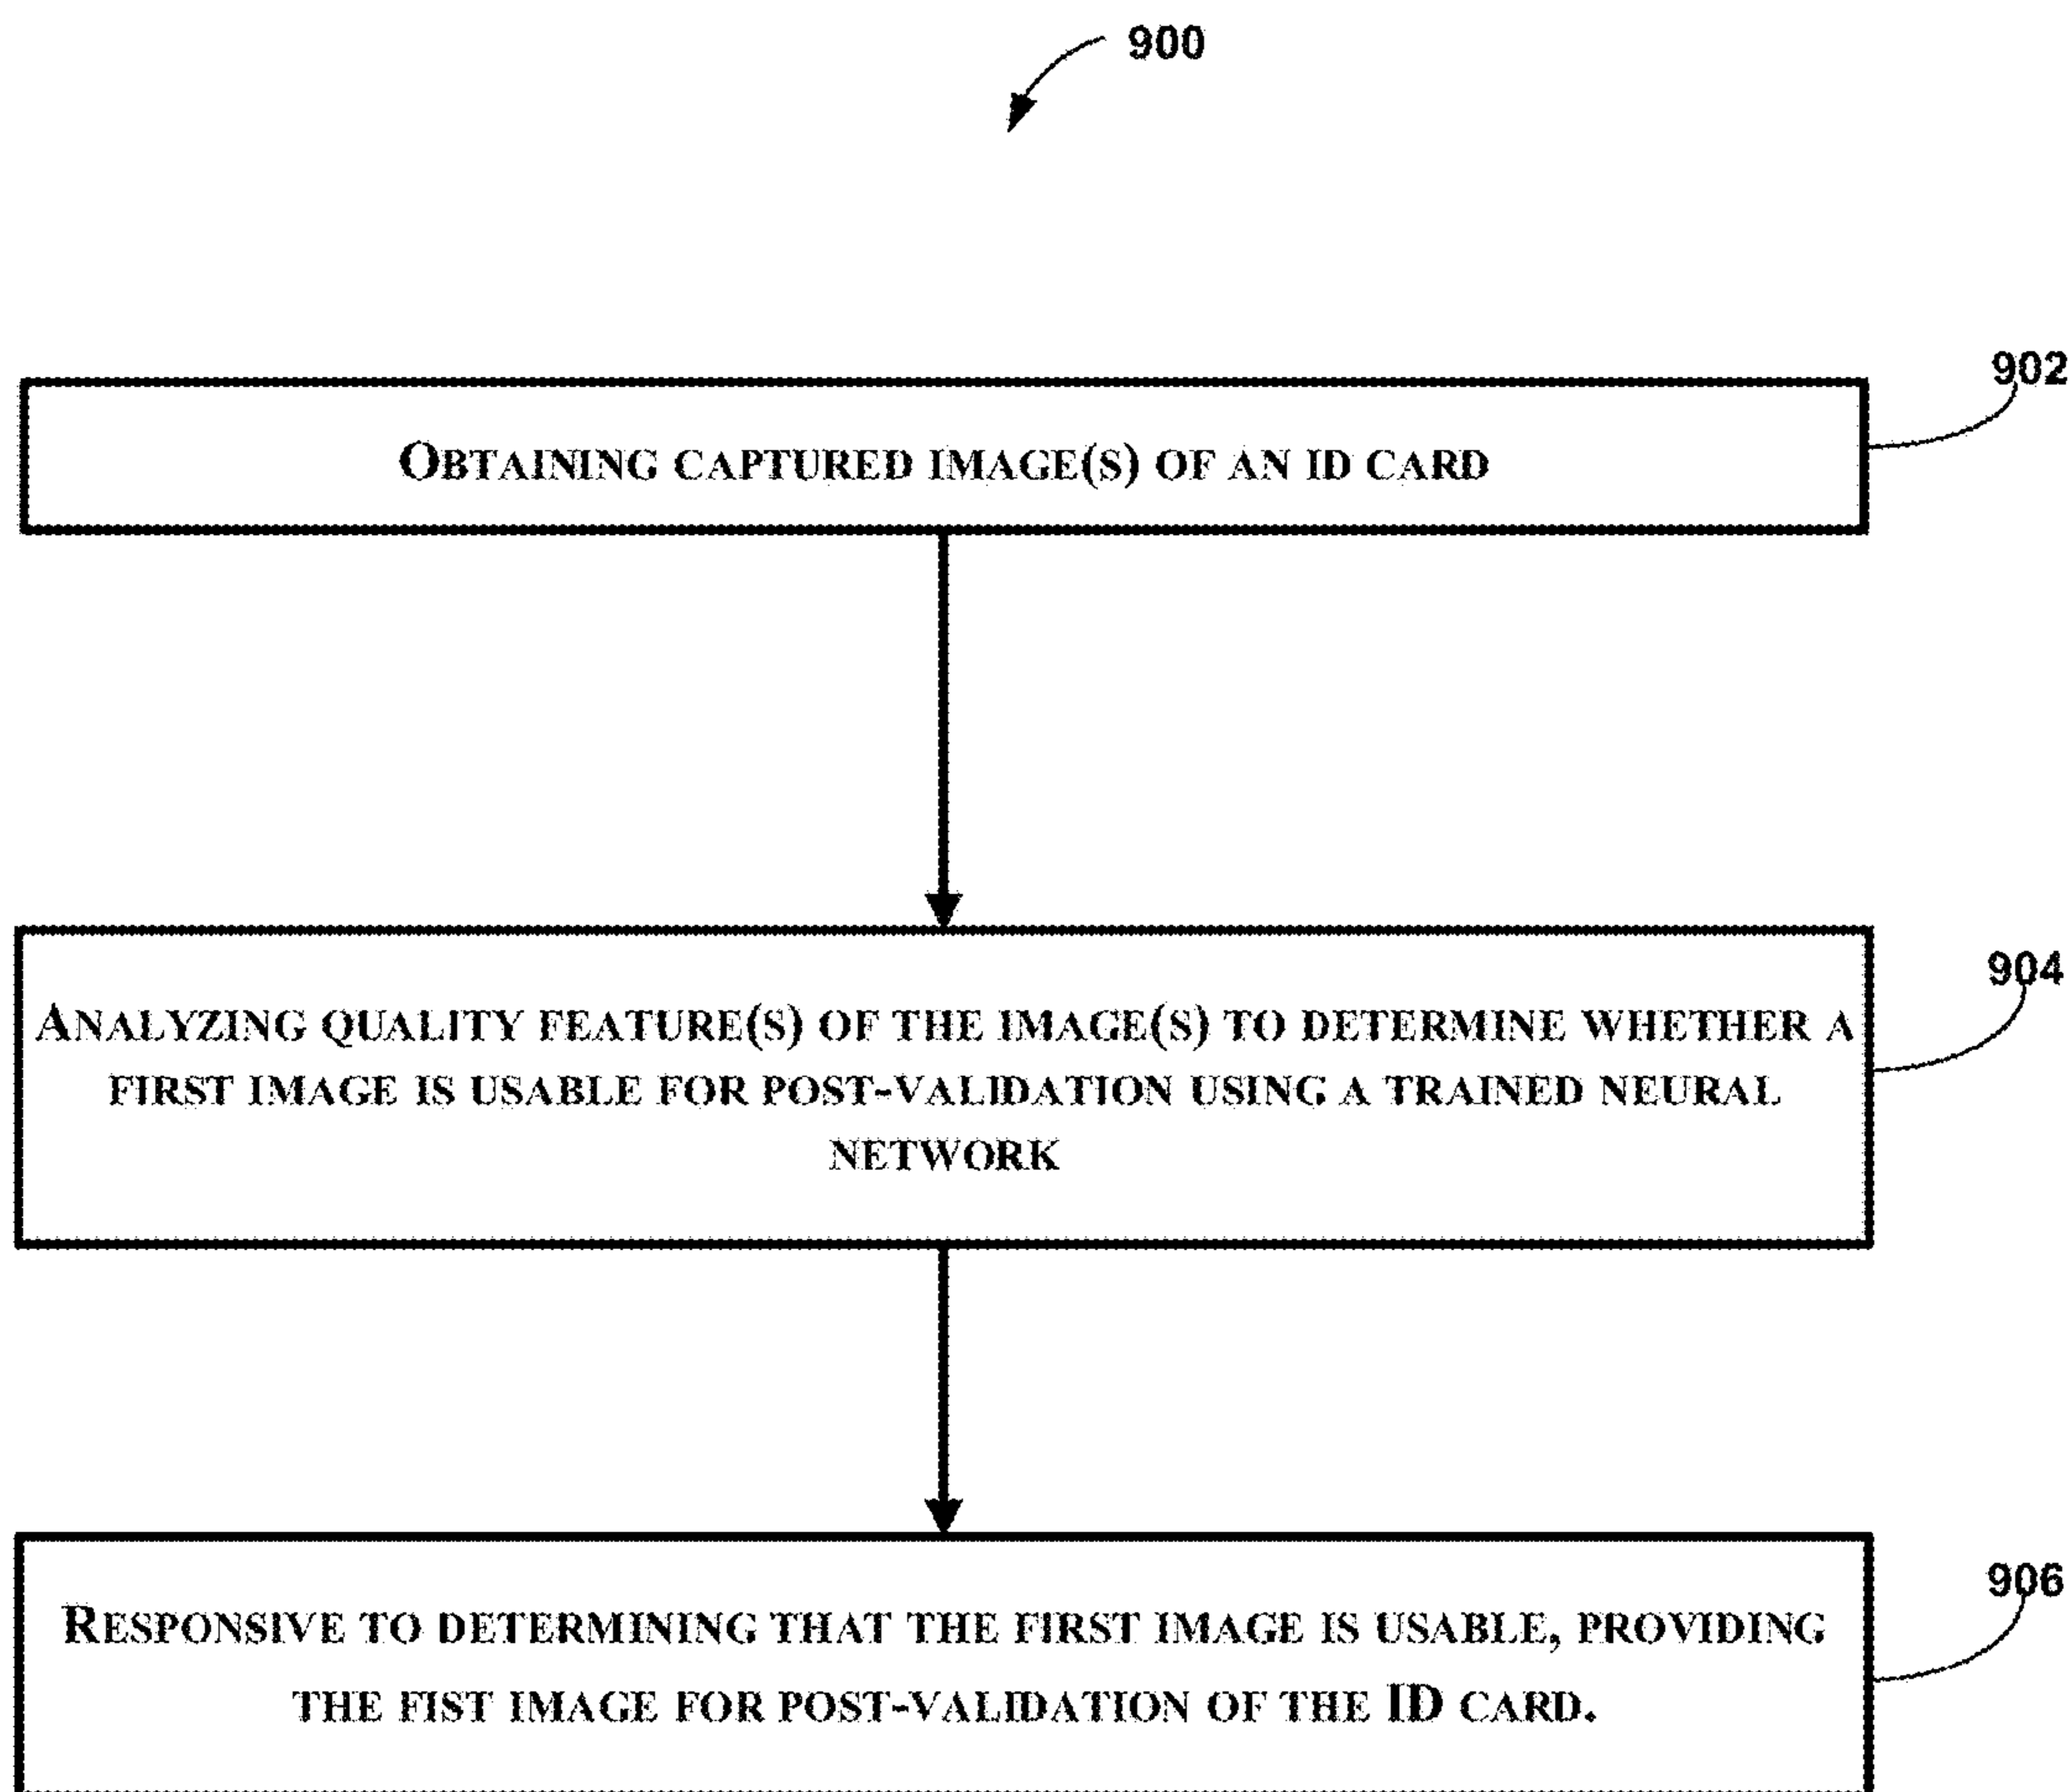 900
902
OBTAINING CAPTURED IMAGE(S) OF AN ID CARD
904
ANALYZING QUALITY FEATURE(S) OF THE IMAGE(S) TO DETERMINE WHETHER A
FIRST IMAGE IS USABLE FOR POST-VALIDATION USING A TRAINED NEURAL
NETWORK
906
RESPONSIVE TO DETERMINING THAT THE FIRST IMAGE IS USABLE, PROVIDING
THE FIST IMAGE FOR POST-VALIDATION OF THE ID CARD.